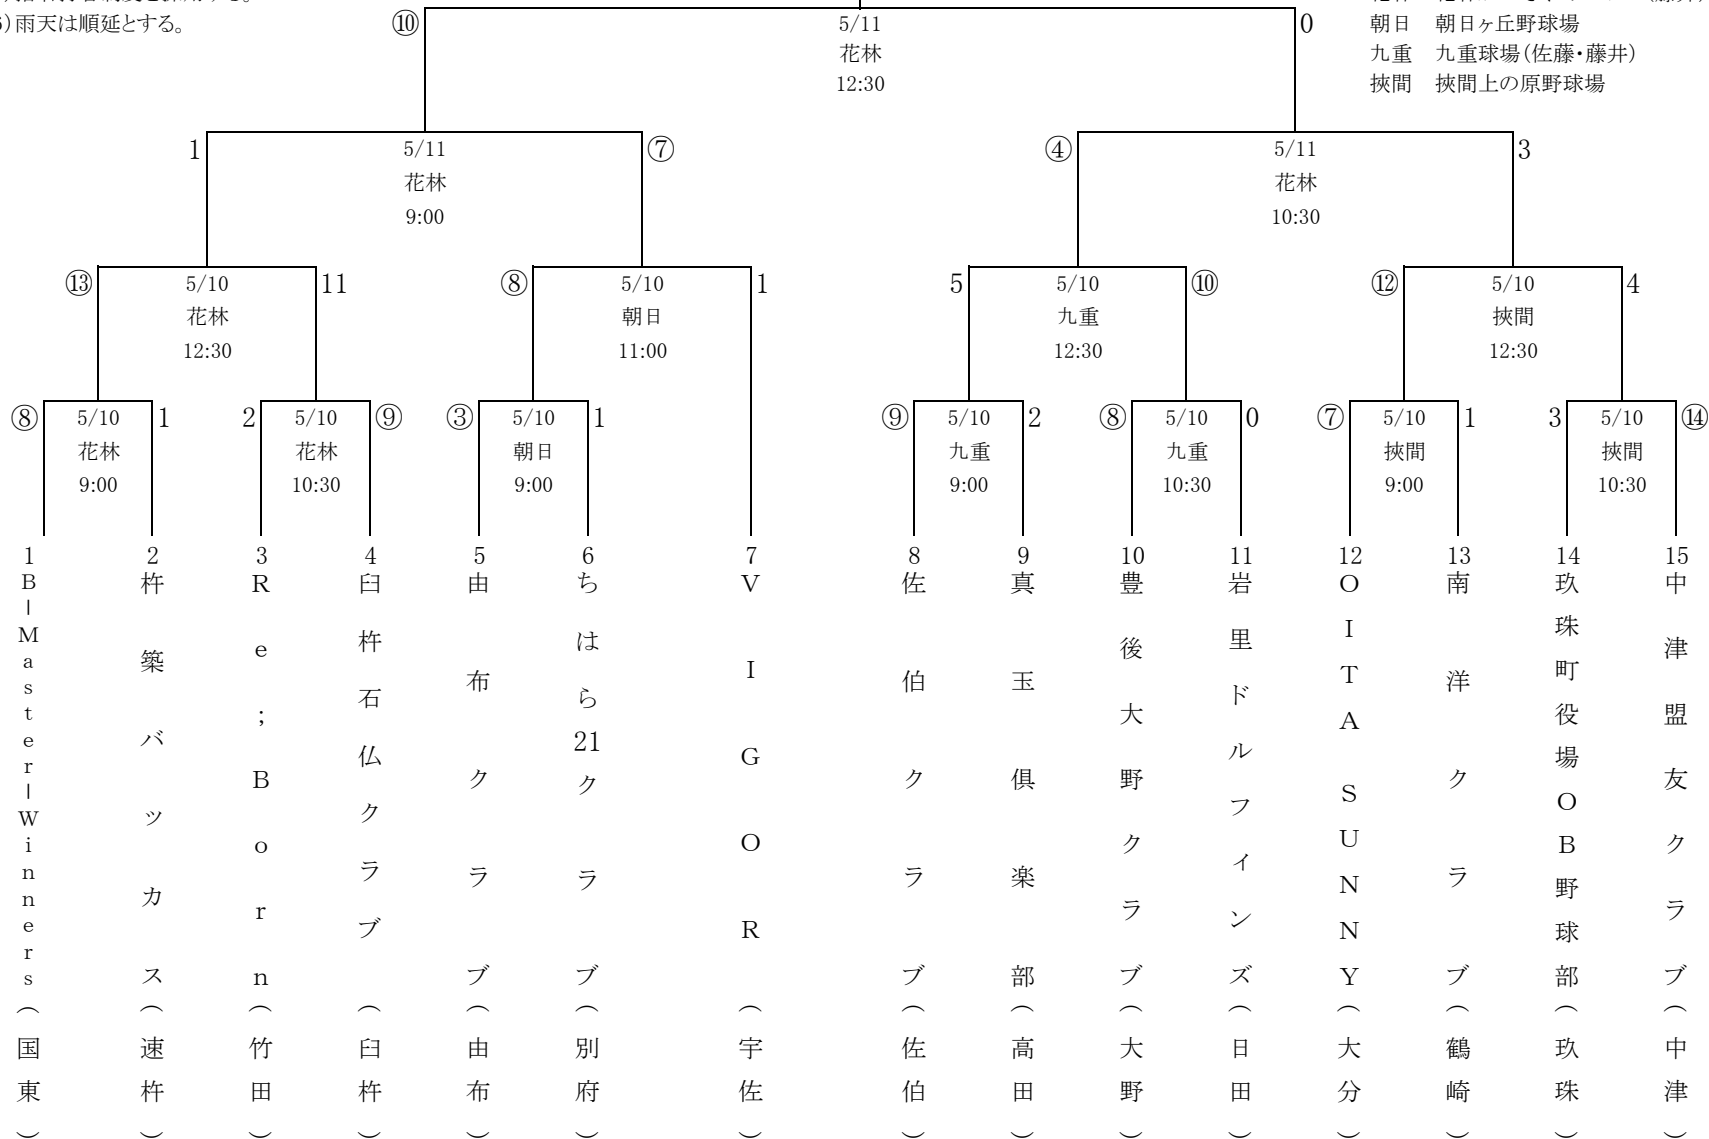 6)雨天は順延とする。
⑩ 5/11 0
花林
12:30
朝日 朝日ヶ丘野球場
九重 九重球場(佐藤・藤井)
挾間 挾間上の原野球場
1 5/11 ⑦
花林
9:00
④ 5/11 3
花林
10:30
⑬ 5/10 11
花林
12:30
⑧ 5/10 1
朝日
11:00
5 5/10 ⑩
九重
12:30
⑫ 5/10 4
挾間
12:30
⑧ 5/10 1
花林
9:00
2 5/10 ⑨
花林
10:30
③ 5/10 1
朝日
9:00
⑨ 5/10 2
九重
9:00
⑧ 5/10 0
九重
10:30
⑦ 5/10 1
挾間
9:00
3 5/10 ⑭
挾間
10:30
1
B-Master-Winners(国東)
2
杵築バッカス(速杵)
3
Re;Born(竹田)
4
臼杵石仏クラブ(臼杵)
5
由布クラブ(由布)
6
ちはら21クラブ(別府)
7
VIGOR(宇佐)
8
佐伯クラブ(佐伯)
9
真玉倶楽部(高田)
10
豊後大野クラブ(大野)
11
岩里ドルフィンズ(日田)
12
OITA SUNNY(大分)
13
南洋クラブ(鶴崎)
14
玖珠町役場OB野球部(玖珠)
15
中津盟友クラブ(中津)